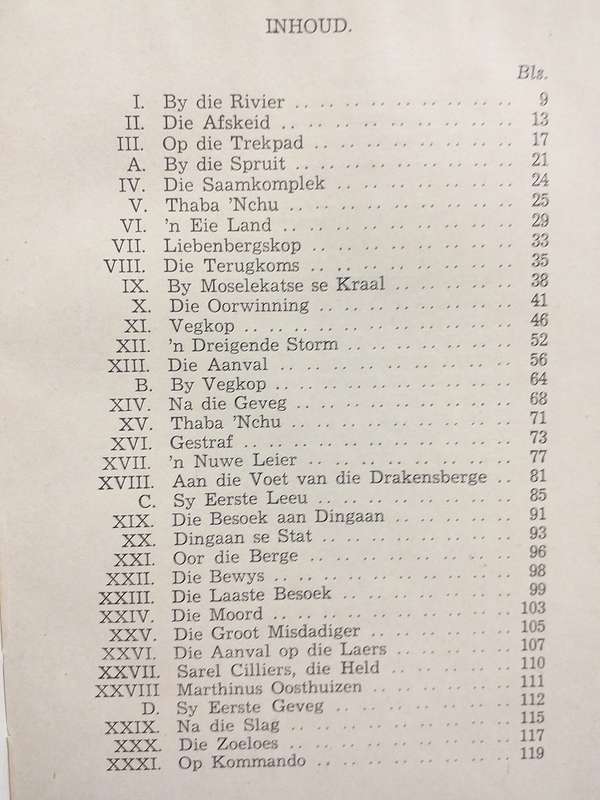 INHOUD.
Blz.
I. By die Rivier .. .. .. .. .. .. .. .. .. 9
II. Die Afskeid .. .. .. .. .. .. .. .. .. 13
III. Op die Trekpad .. .. .. .. .. .. .. .. 17
A. By die Spruit .. .. .. .. .. .. .. .. .. 21
IV. Die Saamkomplek .. .. .. .. .. .. .. 24
V. Thaba 'Nchu .. .. .. .. .. .. .. .. .. 25
VI. 'n Eie Land .. .. .. .. .. .. .. .. .. 29
VII. Liebenbergskop .. .. .. .. .. .. .. .. 33
VIII. Die Terugkoms .. .. .. .. .. .. .. .. 35
IX. By Moselekatse se Kraal .. .. .. .. .. 38
X. Die Oorwinning .. .. .. .. .. .. .. .. 41
XI. Vegkop .. .. .. .. .. .. .. .. .. .. .. 46
XII. 'n Dreigende Storm .. .. .. .. .. .. .. 52
XIII. Die Aanval .. .. .. .. .. .. .. .. .. 56
B. By Vegkop .. .. .. .. .. .. .. .. .. .. 64
XIV. Na die Geveg .. .. .. .. .. .. .. .. .. 68
XV. Thaba 'Nchu .. .. .. .. .. .. .. .. .. 71
XVI. Gestraf .. .. .. .. .. .. .. .. .. .. .. 73
XVII. 'n Nuwe Leier .. .. .. .. .. .. .. .. 77
XVIII. Aan die Voet van die Drakensberge .. 81
C. Sy Eerste Leeu .. .. .. .. .. .. .. .. 85
XIX. Die Besoek aan Dingaan .. .. .. .. .. 91
XX. Dingaan se Stat .. .. .. .. .. .. .. .. 93
XXI. Oor die Berge .. .. .. .. .. .. .. .. 96
XXII. Die Bewys .. .. .. .. .. .. .. .. .. .. 98
XXIII. Die Laaste Besoek .. .. .. .. .. .. .. 99
XXIV. Die Moord .. .. .. .. .. .. .. .. .. 103
XXV. Die Groot Misdadiger .. .. .. .. .. .. 105
XXVI. Die Aanval op die Laers .. .. .. .. .. 107
XXVII. Sarel Cilliers, die Held .. .. .. .. .. 110
XXVIII Marthinus Oosthuizen .. .. .. .. .. .. 111
D. Sy Eerste Geveg .. .. .. .. .. .. .. .. 112
XXIX. Na die Slag .. .. .. .. .. .. .. .. .. 115
XXX. Die Zoeloes .. .. .. .. .. .. .. .. .. 117
XXXI. Op Kommando .. .. .. .. .. .. .. .. 119